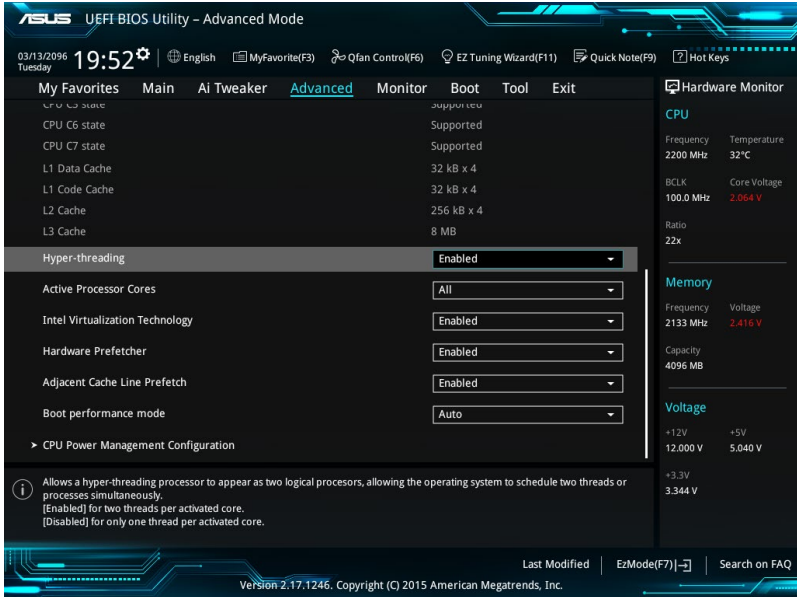 ASUS UEFI BIOS Utility – Advanced Mode
03/13/2096
Tuesday
19:52
English
MyFavorite(F3)
Qfan Control(F6)
EZ Tuning Wizard(F11)
Quick Note(F9)
? Hot Keys
My Favorites Main Ai Tweaker Advanced Monitor Boot Tool Exit
CPU C3 state Supported
CPU C6 state Supported
CPU C7 state Supported
L1 Data Cache 32 kB x 4
L1 Code Cache 32 kB x 4
L2 Cache 256 kB x 4
L3 Cache 8 MB
Hyper-threading Enabled
Active Processor Cores All
Intel Virtualization Technology Enabled
Hardware Prefetcher Enabled
Adjacent Cache Line Prefetch Enabled
Boot performance mode Auto
CPU Power Management Configuration
Allows a hyper-threading processor to appear as two logical procesors, allowing the operating system to schedule two threads or
processes simultaneously.
[Enabled] for two threads per activated core.
[Disabled] for only one thread per activated core.
Hardware Monitor
CPU
Frequency Temperature
2200 MHz 32°C
BCLK Core Voltage
100.0 MHz 2.064 V
Ratio
22x
Memory
Frequency Voltage
2133 MHz 2.416 V
Capacity
4096 MB
Voltage
+12V +5V
12.000 V 5.040 V
+3.3V
3.344 V
Last Modified EzMode(F7) Search on FAQ
Version 2.17.1246. Copyright (C) 2015 American Megatrends, Inc.